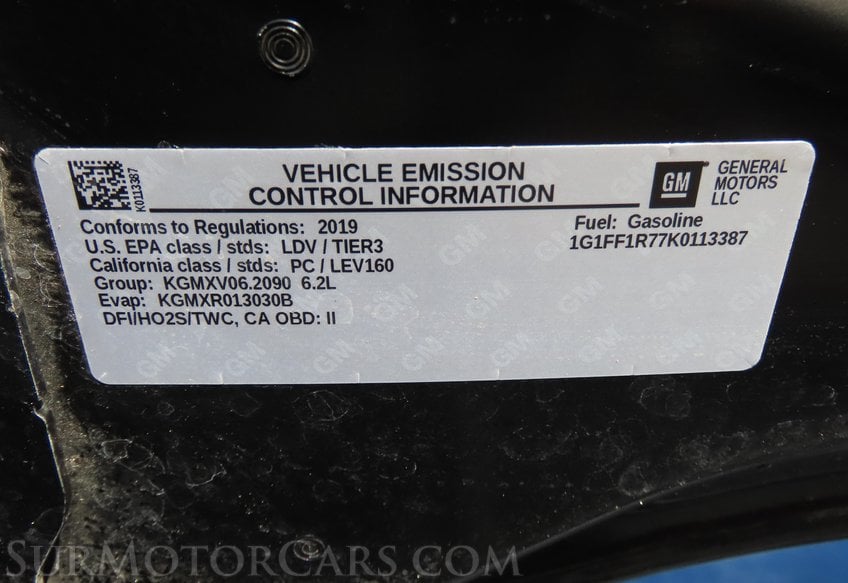 VEHICLE EMISSION
CONTROL INFORMATION
GM
GENERAL
MOTORS
LLC
K0113387
Conforms to Regulations: 2019
U.S. EPA class / stds: LDV / TIER3
California class / stds: PC / LEV160
Group: KGMXV06.2090 6.2L
Evap: KGMXR013030B
DFI/HO2S/TWC, CA OBD: II
Fuel: Gasoline
1G1FF1R77K0113387
SurMotorCars.com